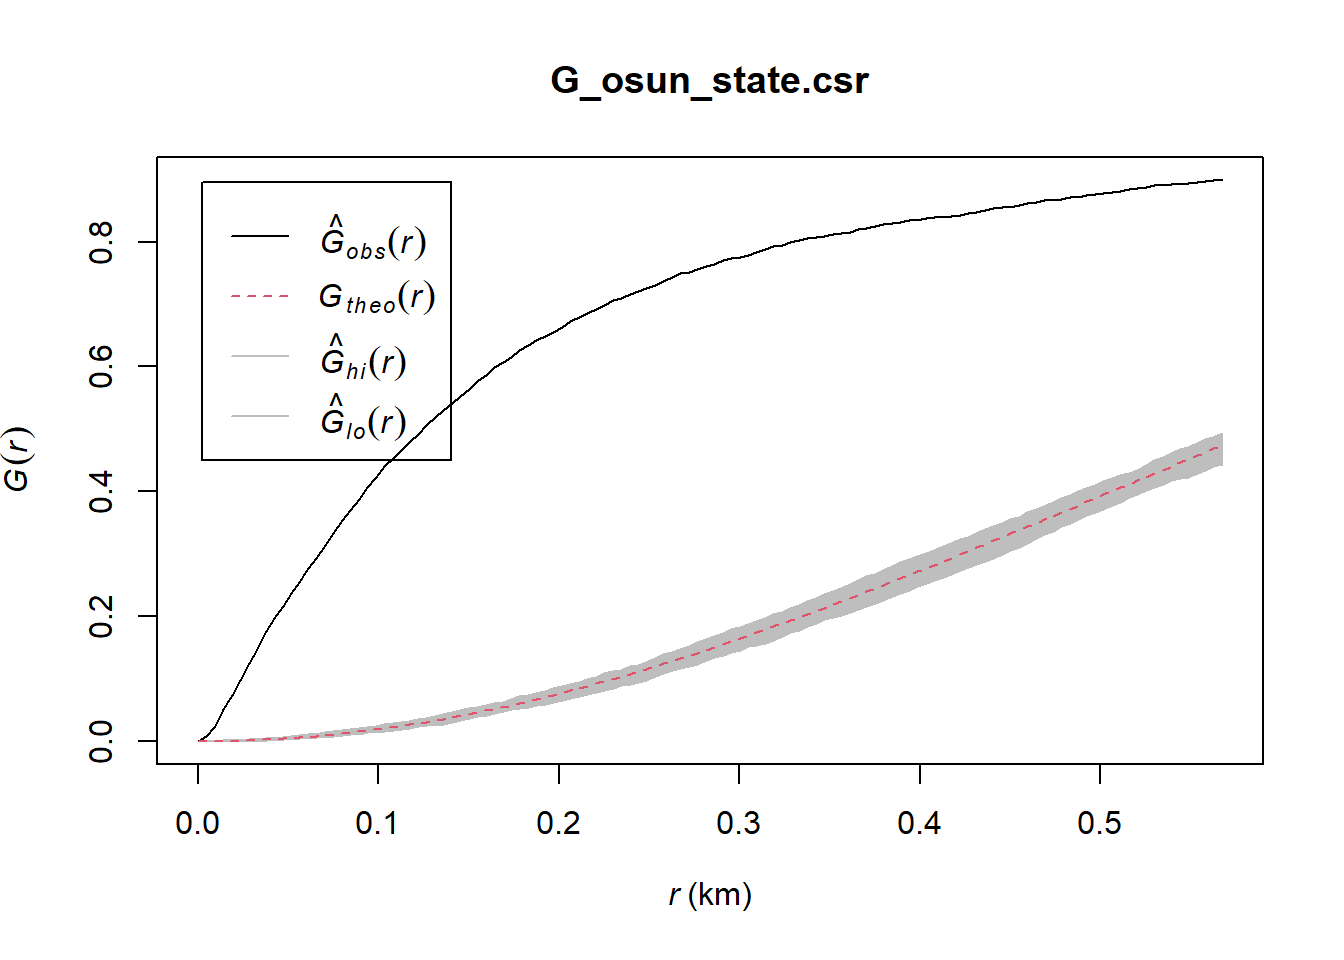 G_osun_state.csr
Ĝobs(r)
Gtheo(r)
Ĝhi(r)
Ĝlo(r)
G(r)
0.8
0.6
0.4
0.2
0.0
0.0 0.1 0.2 0.3 0.4 0.5
r (km)